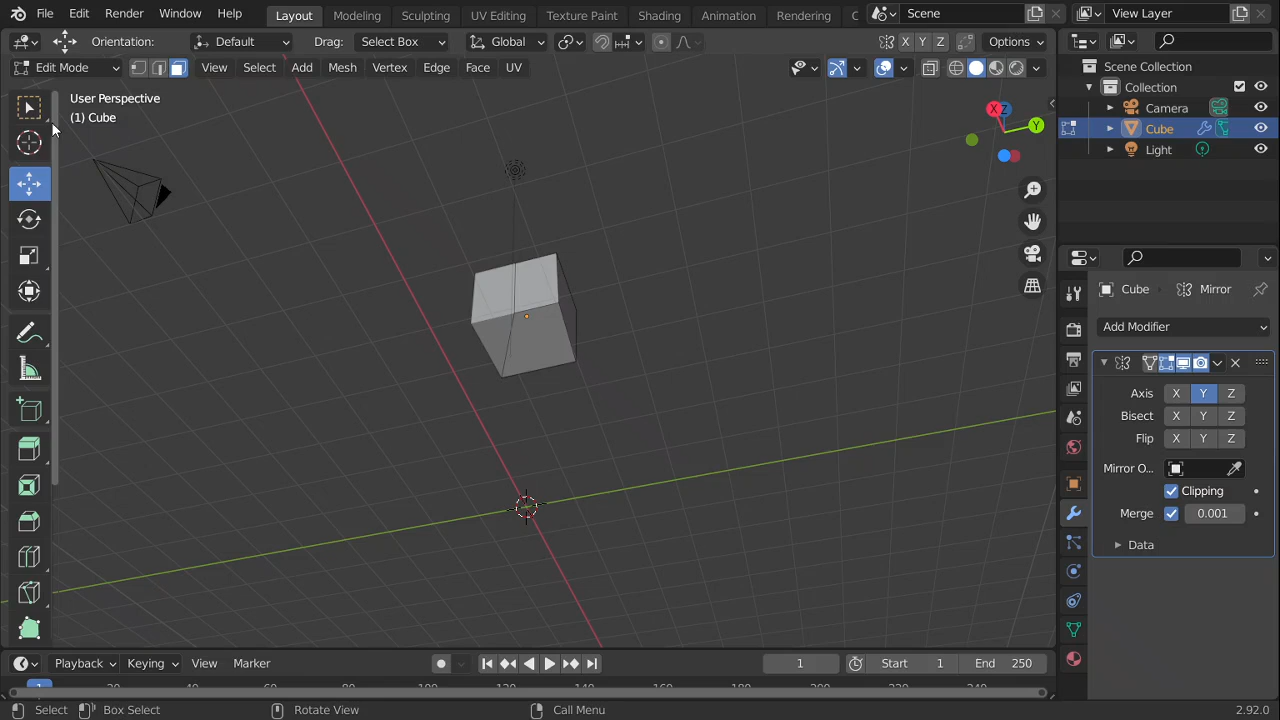 File Edit Render Window Help Layout Modeling Sculpting UV Editing Texture Paint Shading Animation Rendering C Scene View Layer
Orientation: Default Drag: Select Box Global X Y Z Options
Edit Mode View Select Add Mesh Vertex Edge Face UV
User Perspective
(1) Cube
X Z Y
Scene Collection
Collection
Camera
Cube
Light
Cube Mirror
Add Modifier
Axis X Y Z
Bisect X Y Z
Flip X Y Z
Mirror O...
Clipping
Merge 0.001
Data
Playback Keying View Marker 1 Start 1 End 250
Select Box Select Rotate View Call Menu 2.92.0